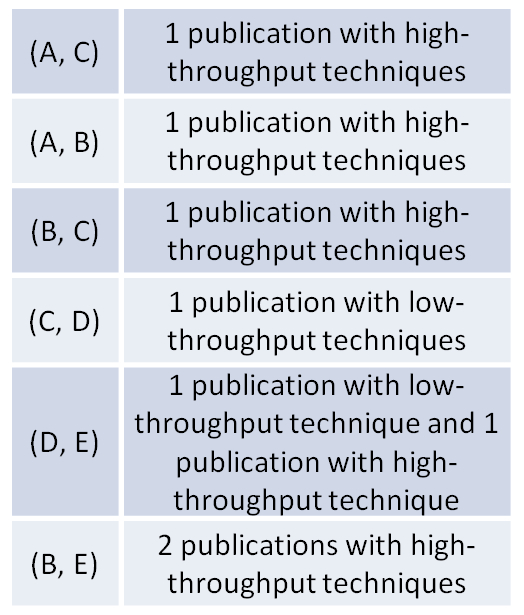 (A, C)
1 publication with high-
throughput techniques
(A, B)
1 publication with high-
throughput techniques
(B, C)
1 publication with high-
throughput techniques
(C, D)
1 publication with low-
throughput techniques
(D, E)
1 publication with low-
throughput technique and 1
publication with high-
throughput technique
(B, E)
2 publications with high-
throughput techniques